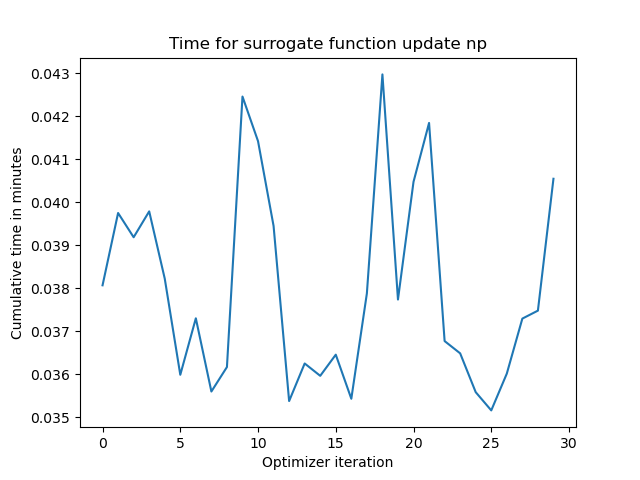 Time for surrogate function update np
Cumulative time in minutes
0.043
0.042
0.041
0.040
0.039
0.038
0.037
0.036
0.035
0 5 10 15 20 25 30
Optimizer iteration